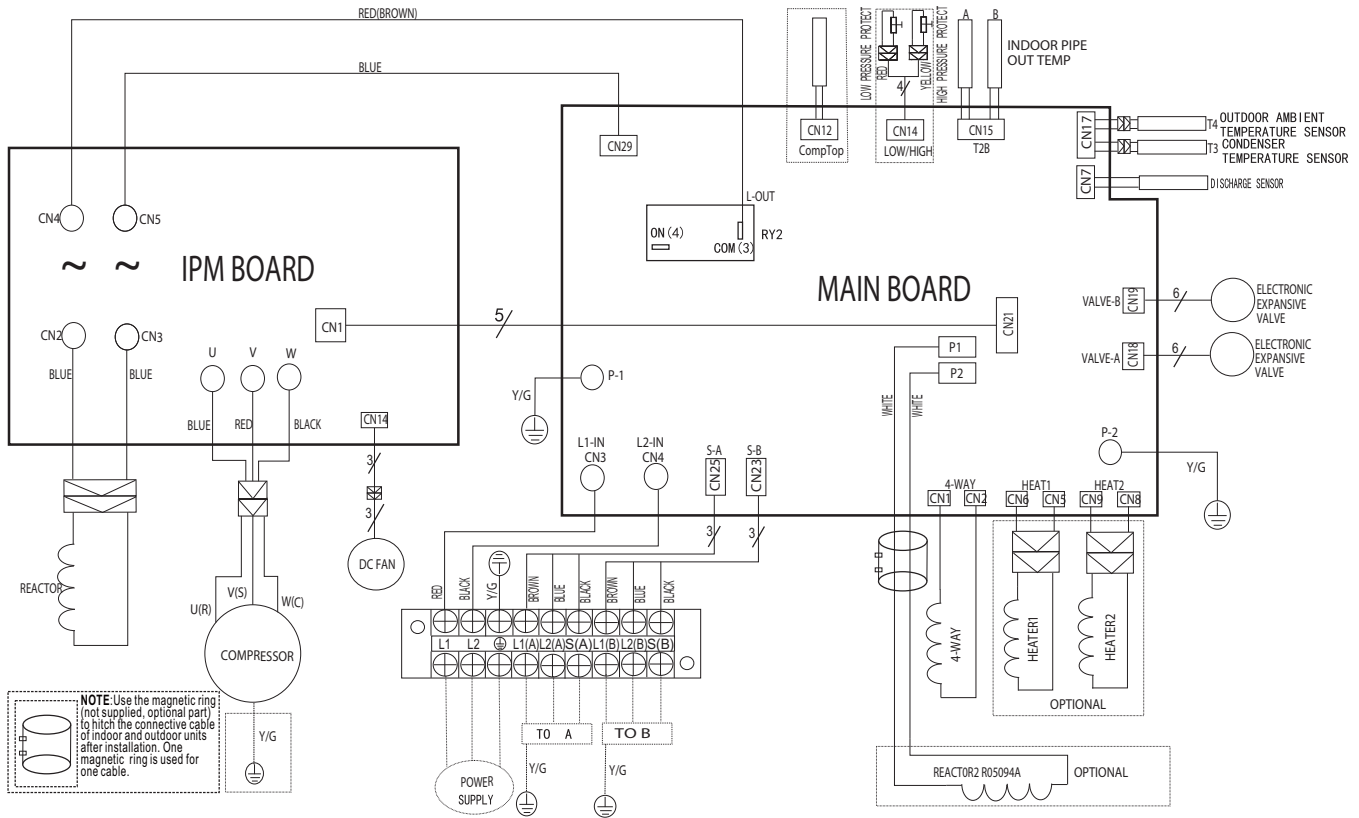 RED(BROWN)
BLUE
LOW PRESSURE PROTECT
RED
4
YELLOW
HIGH PRESSURE PROTECT
A
B
INDOOR PIPE
OUT TEMP
CN12
CompTop
CN14
LOW/HIGH
CN15
T2B
CN17
T4 OUTDOOR AMBIENT
TEMPERATURE SENSOR
T3 CONDENSER
TEMPERATURE SENSOR
CN7
DISCHARGE SENSOR
CN29
L-OUT
ON(4)
COM(3)
RY2
CN4
CN5
~
~
IPM BOARD
MAIN BOARD
CN2
CN3
CN1
5
CN21
VALVE-B
CN19
6
ELECTRONIC
EXPANSIVE
VALVE
VALVE-A
CN18
6
ELECTRONIC
EXPANSIVE
VALVE
BLUE
BLUE
U
V
W
BLUE
RED
BLACK
CN14
3
3
DC FAN
P-1
Y/G
P1
P2
WHITE
WHITE
P-2
Y/G
L1-IN
CN3
L2-IN
CN4
S-A
CN25
S-B
CN23
3
3
4-WAY
CN1
CN2
HEAT1
CN6
CN5
HEAT2
CN9
CN8
REACTOR
U(R)
V(S)
W(C)
COMPRESSOR
Y/G
RED
BLACK
Y/G
BROWN
BLUE
BLACK
BROWN
BLUE
BLACK
L1
L2
L1(A)
L2(A)
S(A)
L1(B)
L2(B)
S(B)
4-WAY
HEATER1
HEATER2
OPTIONAL
TO A
TO B
Y/G
Y/G
POWER
SUPPLY
REACTOR2 R05094A
OPTIONAL
NOTE:Use the magnetic ring
(not supplied, optional part)
to hitch the connective cable
of indoor and outdoor units
after installation. One
magnetic ring is used for
one cable.